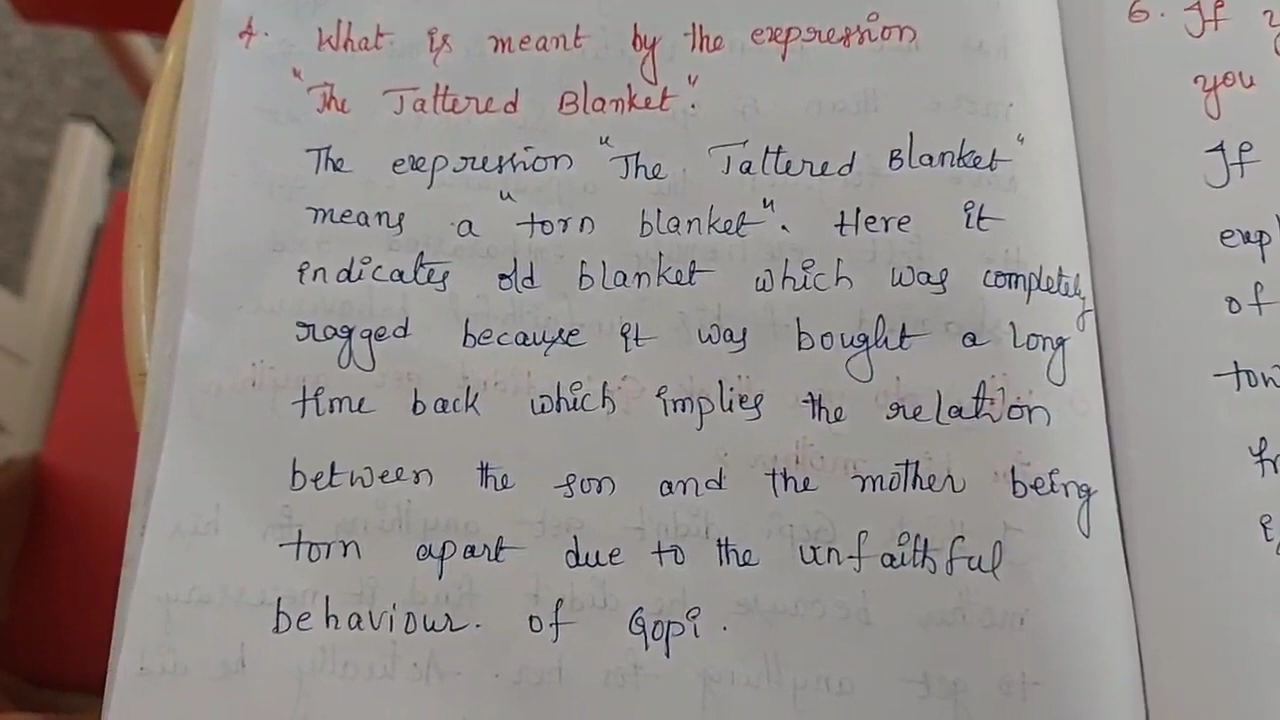 4. What is meant by the expression
"The Tattered Blanket".
The expression "The Tattered Blanket"
means a "torn blanket". Here it
indicates old blanket which was completely
ragged because it was bought a long
time back which implies the relation
between the son and the mother being
torn apart due to the unfaithful
behaviour. of Gopi.
6. If
you
If
of